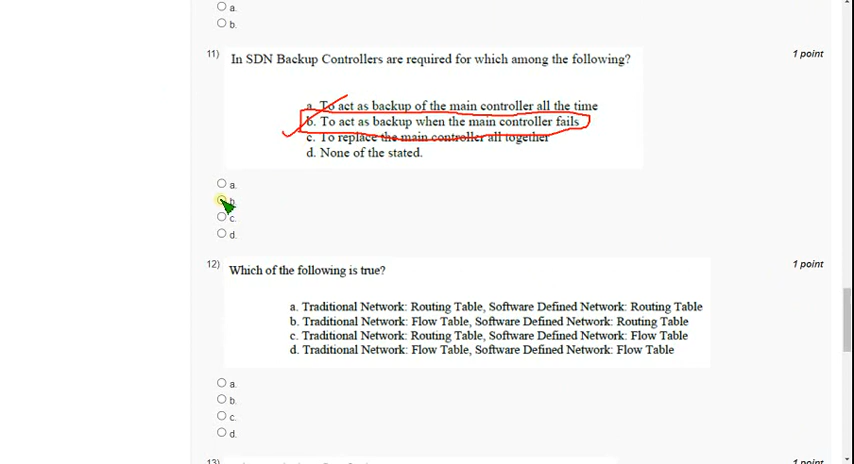 a.
b.
11) In SDN Backup Controllers are required for which among the following? 1 point
a. To act as backup of the main controller all the time
b. To act as backup when the main controller fails
c. To replace the main controller all together
d. None of the stated.
a.
b.
c.
d.
12) Which of the following is true? 1 point
a. Traditional Network: Routing Table, Software Defined Network: Routing Table
b. Traditional Network: Flow Table, Software Defined Network: Routing Table
c. Traditional Network: Routing Table, Software Defined Network: Flow Table
d. Traditional Network: Flow Table, Software Defined Network: Flow Table
a.
b.
c.
d.
13) 1 point